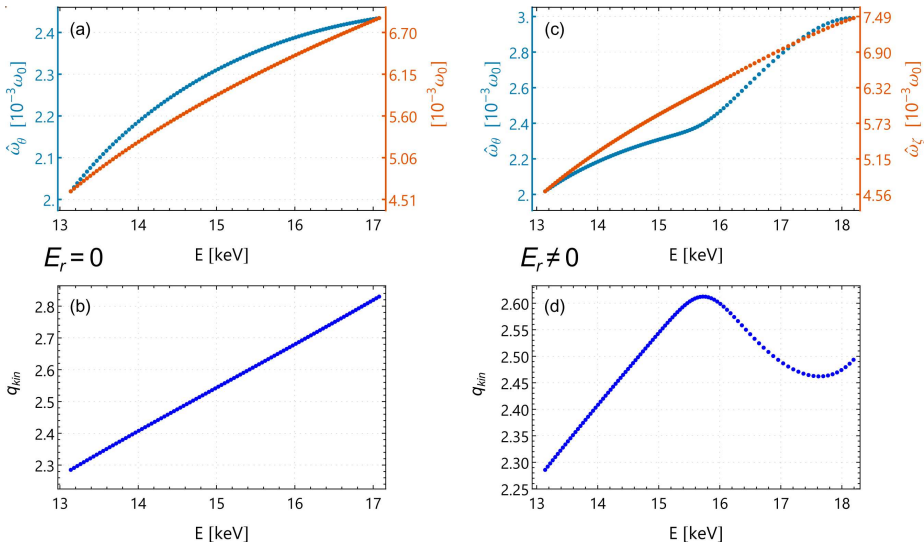 (a)
2.4
2.3
2.2
2.1
2.
6.70
6.15
5.60
5.06
4.51
ω̂θ [10⁻³ω₀]
[10⁻³ω₀]
13 14 15 16 17
E [keV]
(c)
3.
2.8
2.6
2.4
2.2
2.
7.49
6.90
6.32
5.73
5.15
4.56
ω̂θ [10⁻³ω₀]
ω̂ζ [10⁻³ω₀]
13 14 15 16 17 18
E [keV]
Eᵣ = 0
Eᵣ ≠ 0
(b)
2.8
2.7
2.6
2.5
2.4
2.3
qkin
13 14 15 16 17
E [keV]
(d)
2.60
2.55
2.50
2.45
2.40
2.35
2.30
2.25
qkin
13 14 15 16 17 18
E [keV]